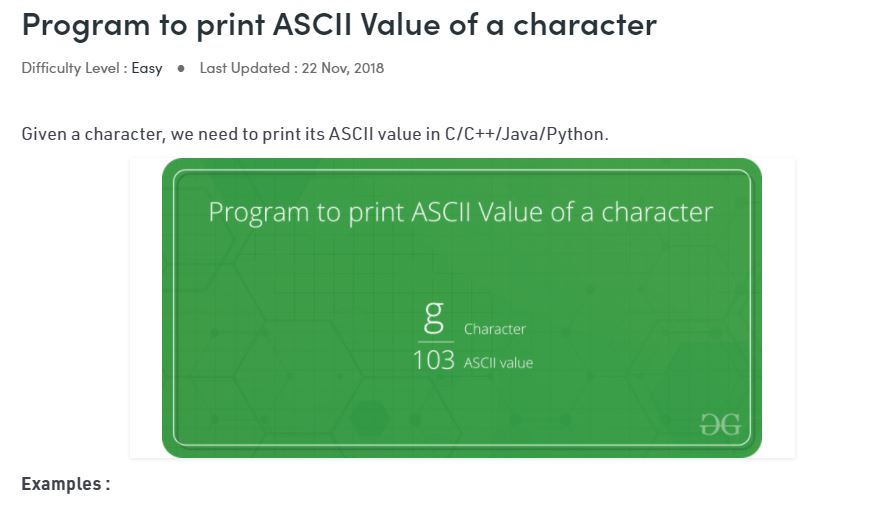 Program to print ASCII Value of a character
Difficulty Level : Easy ● Last Updated : 22 Nov, 2018
Given a character, we need to print its ASCII value in C/C++/Java/Python.
Program to print ASCII Value of a character
g Character
103 ASCII value
Examples :